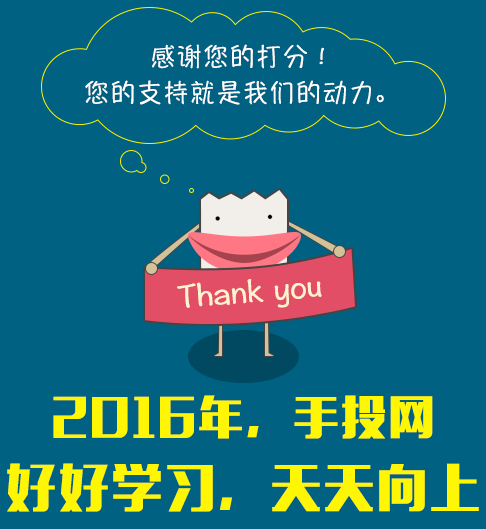 感谢您的打分！
您的支持就是我们的动力。
Thank you
2016年，手投网
好好学习，天天向上